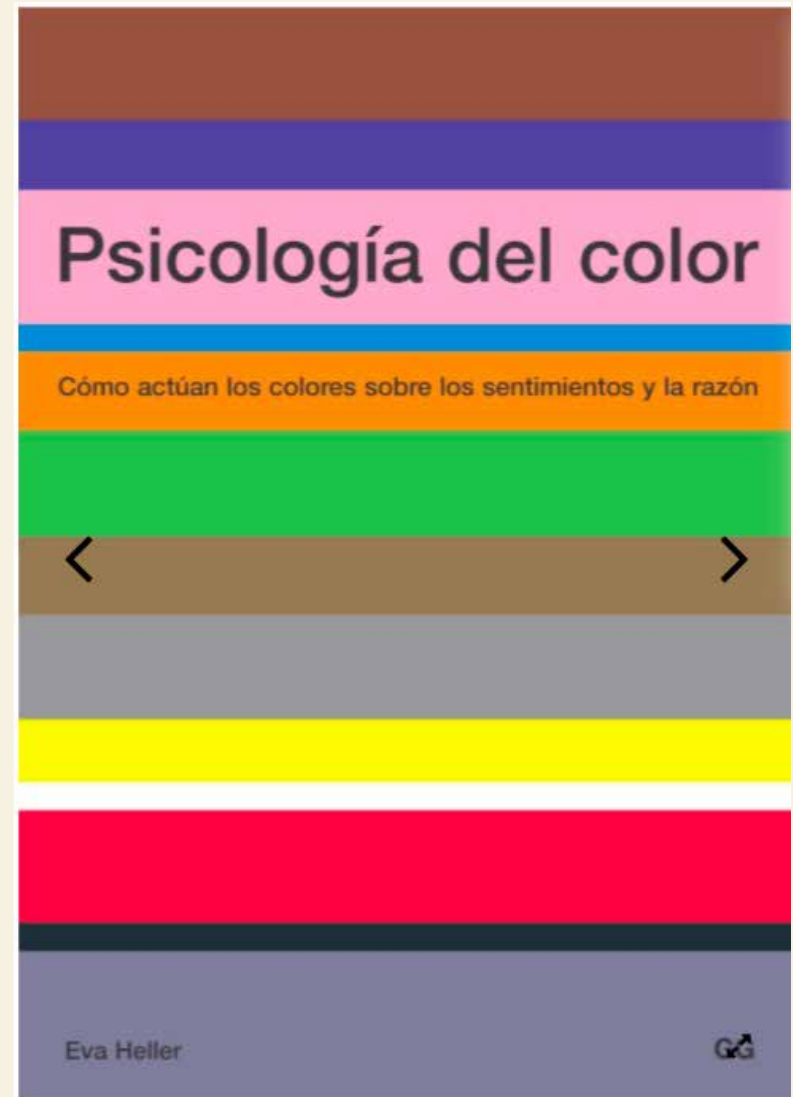 Psicología del color
Cómo actúan los colores sobre los sentimientos y la razón
Eva Heller
GG